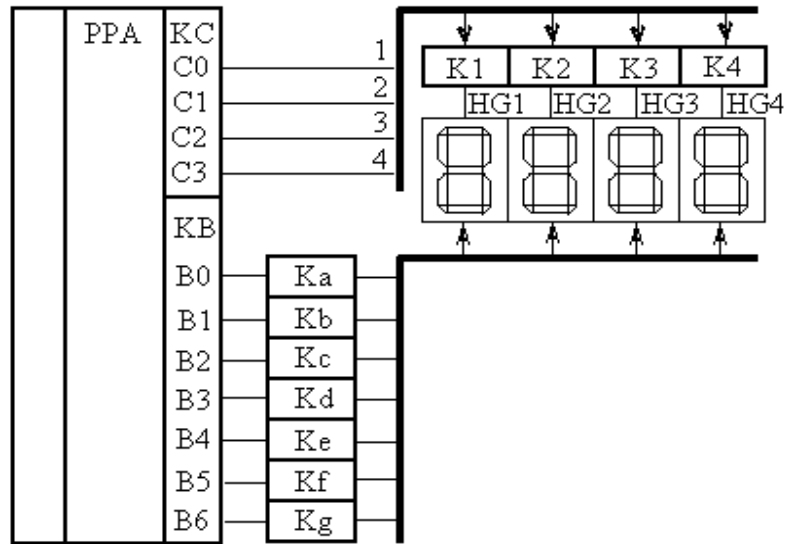 PPA KC
C0 1
C1 2
C2 3
C3 4
K1 K2 K3 K4
HG1 HG2 HG3 HG4
KB
B0 Ka
B1 Kb
B2 Kc
B3 Kd
B4 Ke
B5 Kf
B6 Kg